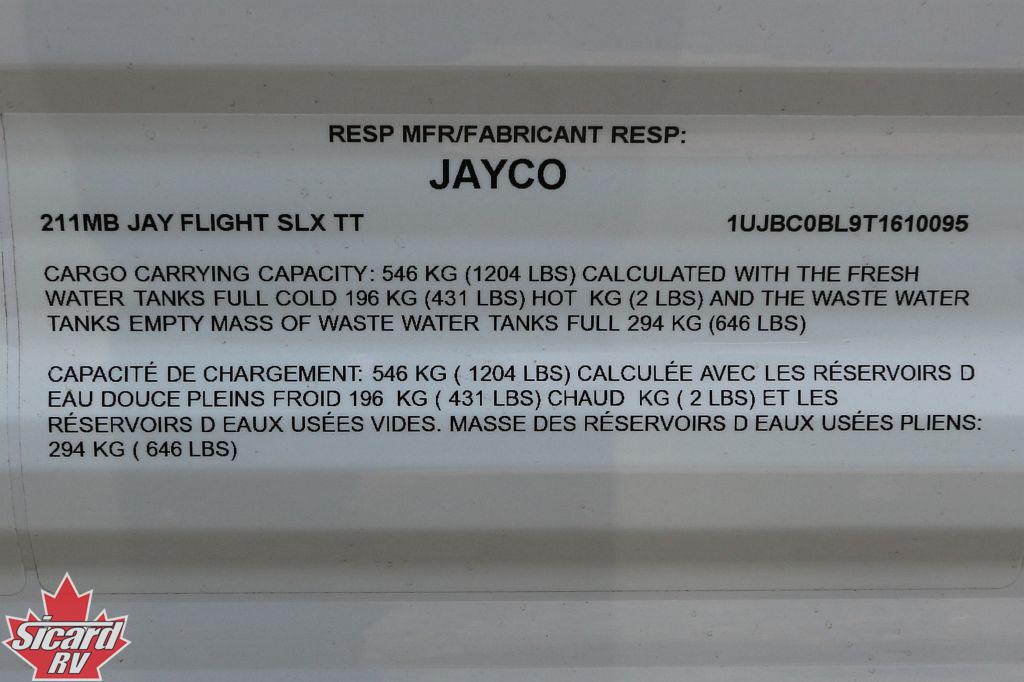 RESP MFR/FABRICANT RESP:
JAYCO
211MB JAY FLIGHT SLX TT 1UJBC0BL9T1610095
CARGO CARRYING CAPACITY: 546 KG (1204 LBS) CALCULATED WITH THE FRESH
WATER TANKS FULL COLD 196 KG (431 LBS) HOT  KG (2 LBS) AND THE WASTE WATER
TANKS EMPTY MASS OF WASTE WATER TANKS FULL 294 KG (646 LBS)
CAPACITÉ DE CHARGEMENT: 546 KG ( 1204 LBS) CALCULÉE AVEC LES RÉSERVOIRS D
EAU DOUCE PLEINS FROID 196  KG ( 431 LBS) CHAUD  KG ( 2 LBS) ET LES
RÉSERVOIRS D EAUX USÉES VIDES. MASSE DES RÉSERVOIRS D EAUX USÉES PLIENS:
294 KG ( 646 LBS)
Sicard
RV